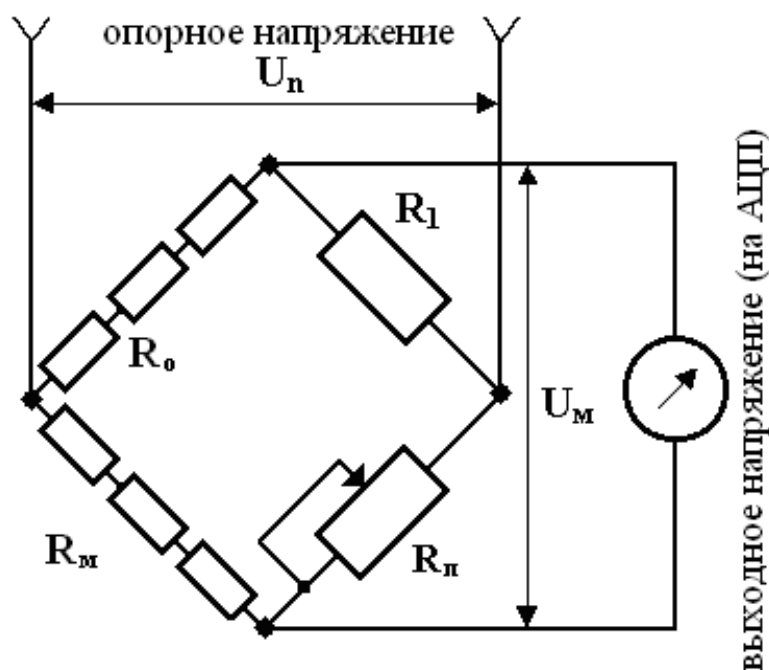 опорное напряжение
Uп
R1
Rо
Uм
Rм
Rп
выходное напряжение (на АЦП)